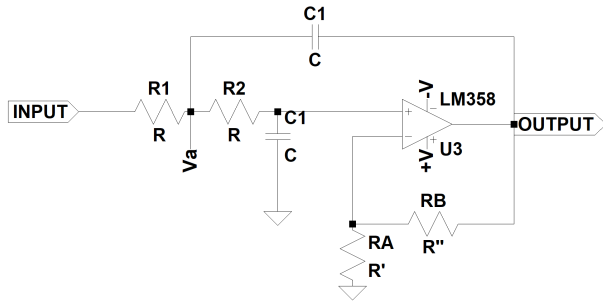 C1
C
INPUT
R1
R
Va
R2
R
C1
C
+
−
-V
−
LM358
+
+V
U3
OUTPUT
RB
R"
RA
R'